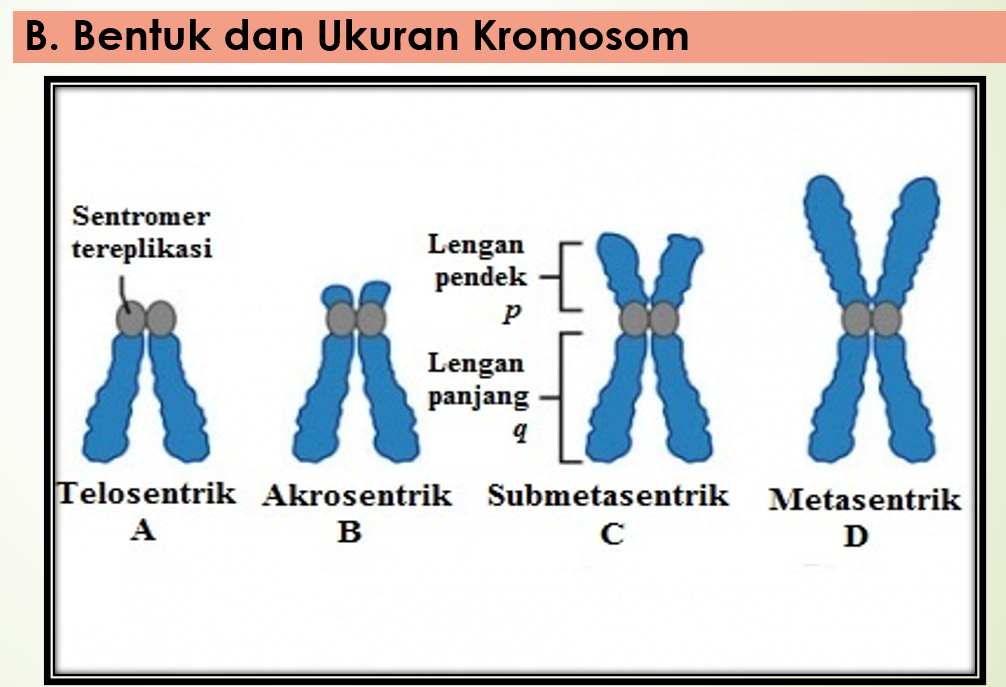 B. Bentuk dan Ukuran Kromosom
Sentromer
tereplikasi
Lengan
pendek
p
Lengan
panjang
q
Telosentrik
A
Akrosentrik
B
Submetasentrik
C
Metasentrik
D